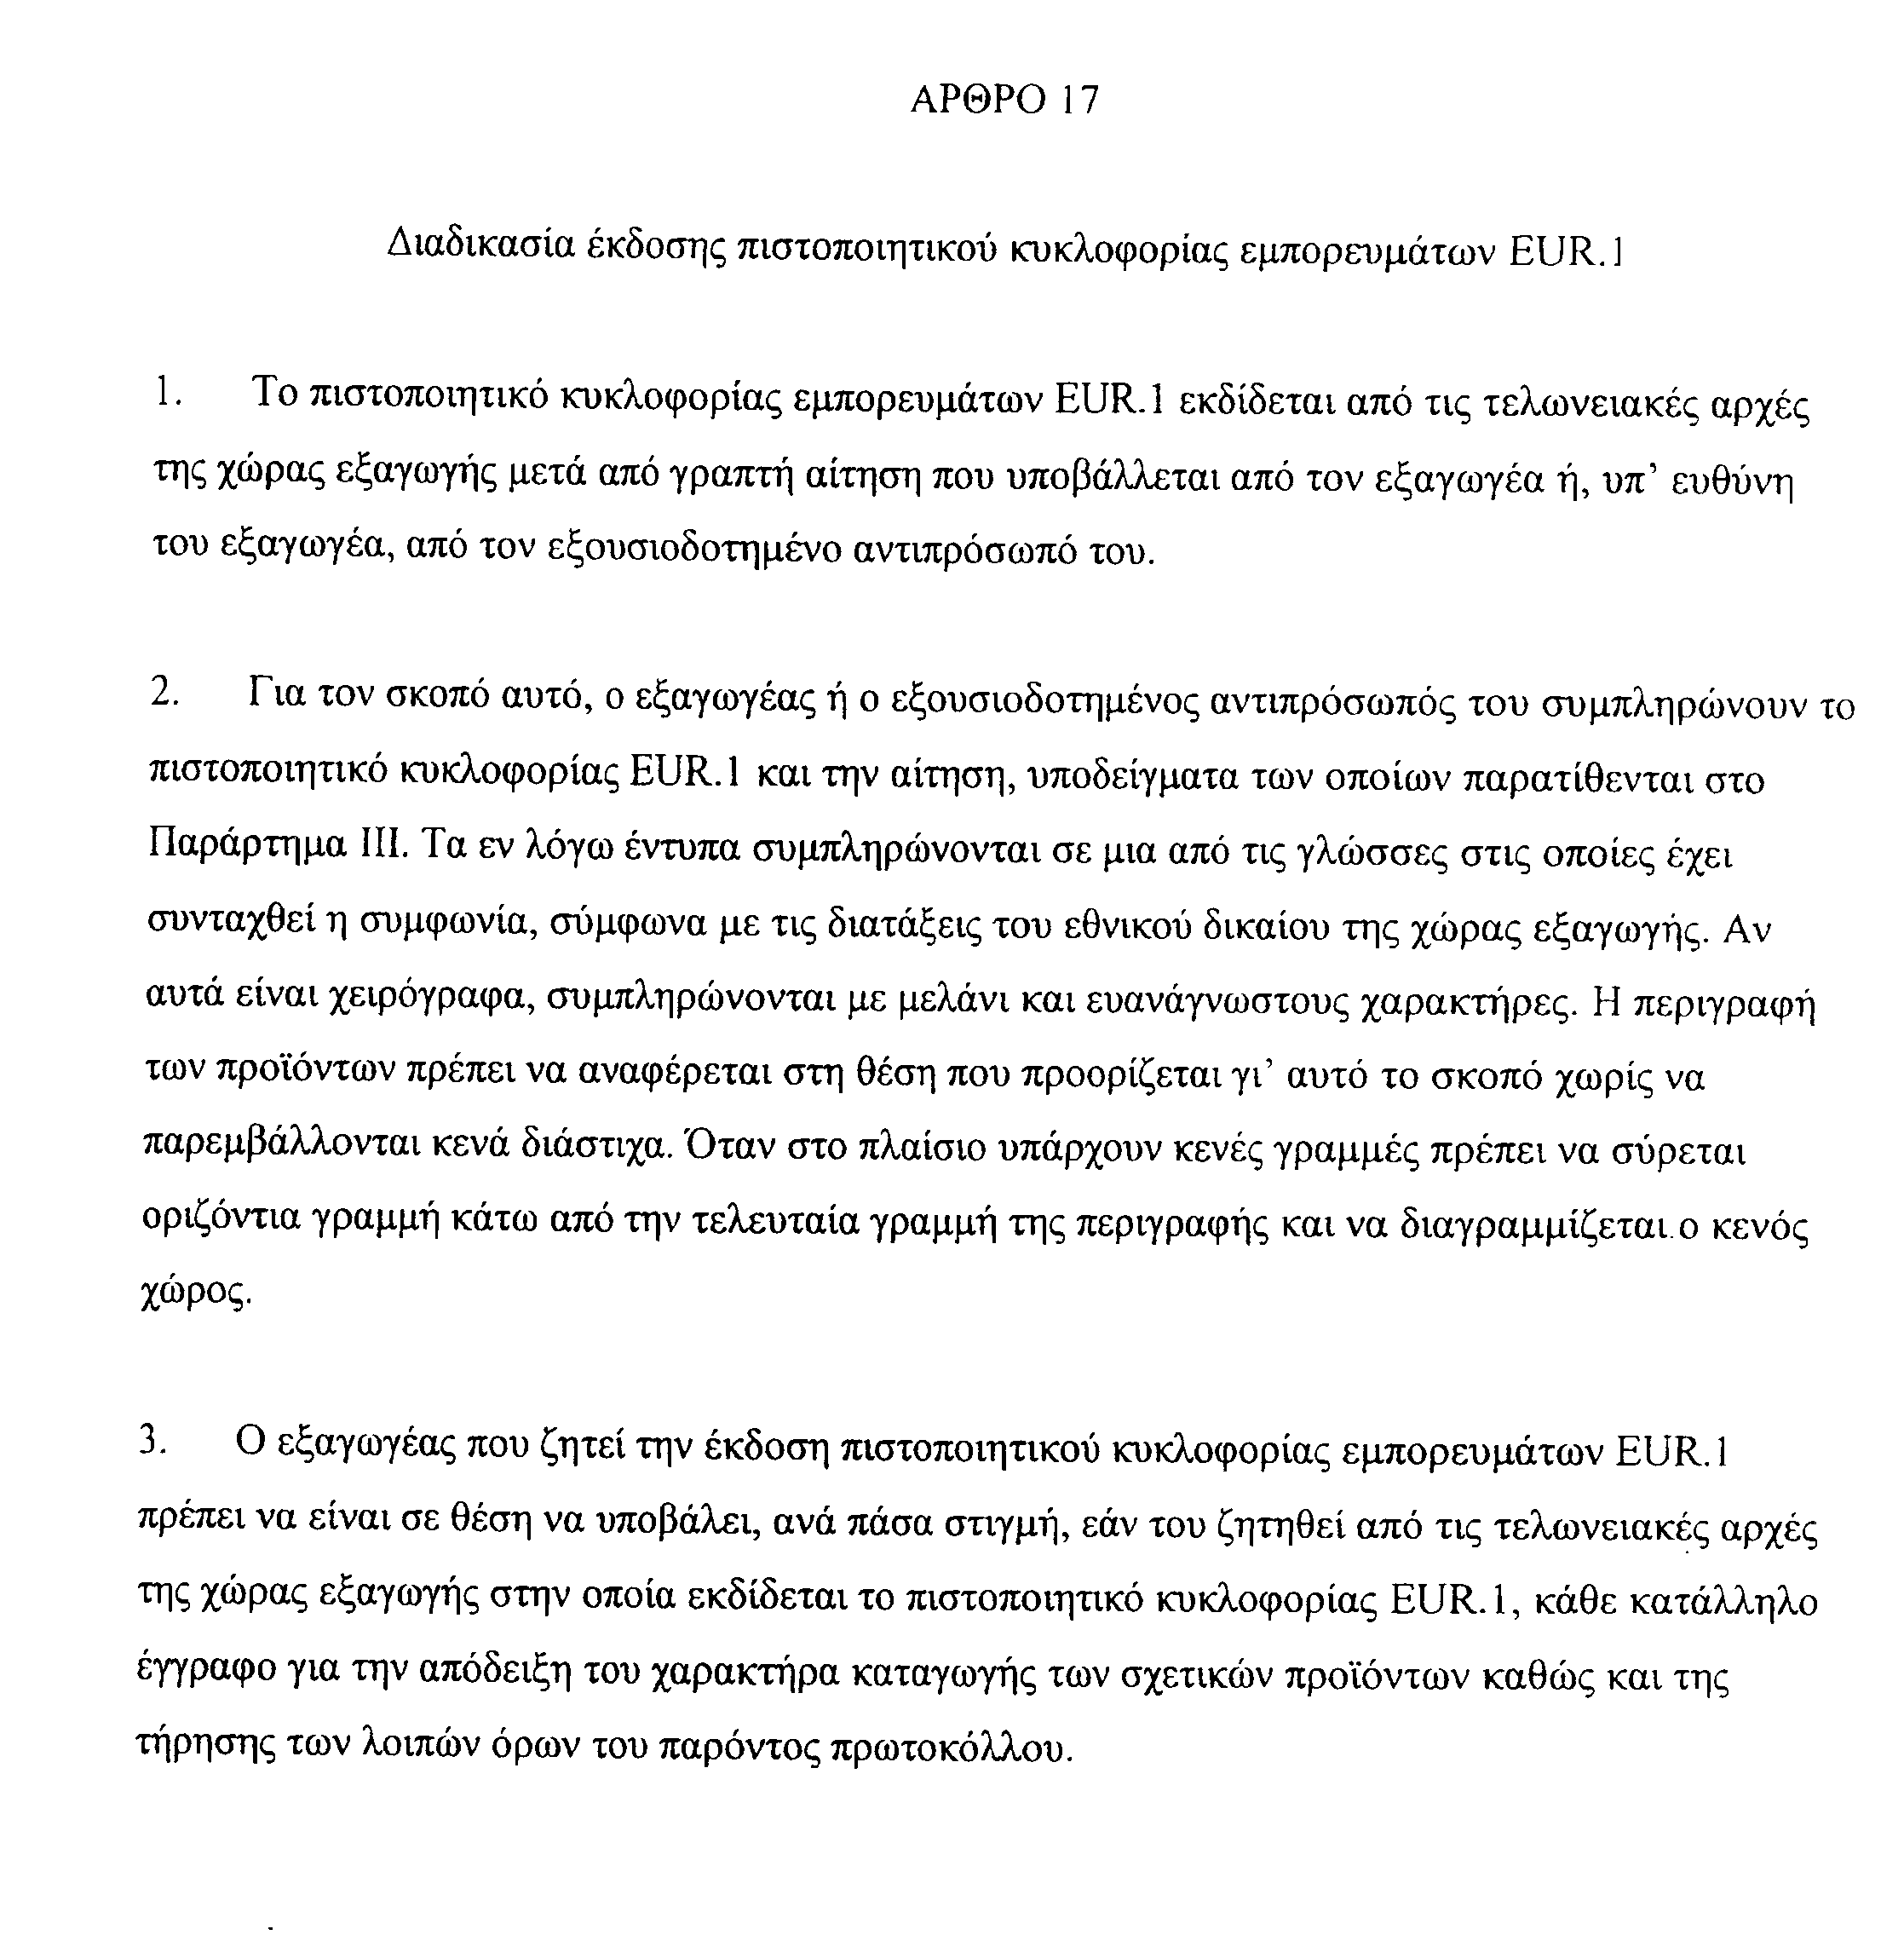 ΑΡΘΡΟ 17
Διαδικασία έκδοσης πιστοποιητικού κυκλοφορίας εμπορευμάτων EUR.1
1. Το πιστοποιητικό κυκλοφορίας εμπορευμάτων EUR.1 εκδίδεται από τις τελωνειακές αρχές
της χώρας εξαγωγής μετά από γραπτή αίτηση που υποβάλλεται από τον εξαγωγέα ή, υπ’ ευθύνη
του εξαγωγέα, από τον εξουσιοδοτημένο αντιπρόσωπό του.
2. Για τον σκοπό αυτό, ο εξαγωγέας ή ο εξουσιοδοτημένος αντιπρόσωπός του συμπληρώνουν το
πιστοποιητικό κυκλοφορίας EUR.1 και την αίτηση, υποδείγματα των οποίων παρατίθενται στο
Παράρτημα III. Τα εν λόγω έντυπα συμπληρώνονται σε μια από τις γλώσσες στις οποίες έχει
συνταχθεί η συμφωνία, σύμφωνα με τις διατάξεις του εθνικού δικαίου της χώρας εξαγωγής. Αν
αυτά είναι χειρόγραφα, συμπληρώνονται με μελάνι και ευανάγνωστους χαρακτήρες. Η περιγραφή
των προϊόντων πρέπει να αναφέρεται στη θέση που προορίζεται γι’ αυτό το σκοπό χωρίς να
παρεμβάλλονται κενά διάστιχα. Όταν στο πλαίσιο υπάρχουν κενές γραμμές πρέπει να σύρεται
οριζόντια γραμμή κάτω από την τελευταία γραμμή της περιγραφής και να διαγραμμίζεται ο κενός
χώρος.
3. Ο εξαγωγέας που ζητεί την έκδοση πιστοποιητικού κυκλοφορίας εμπορευμάτων EUR.1
πρέπει να είναι σε θέση να υποβάλει, ανά πάσα στιγμή, εάν του ζητηθεί από τις τελωνειακές αρχές
της χώρας εξαγωγής στην οποία εκδίδεται το πιστοποιητικό κυκλοφορίας EUR.1, κάθε κατάλληλο
έγγραφο για την απόδειξη του χαρακτήρα καταγωγής των σχετικών προϊόντων καθώς και της
τήρησης των λοιπών όρων του παρόντος πρωτοκόλλου.